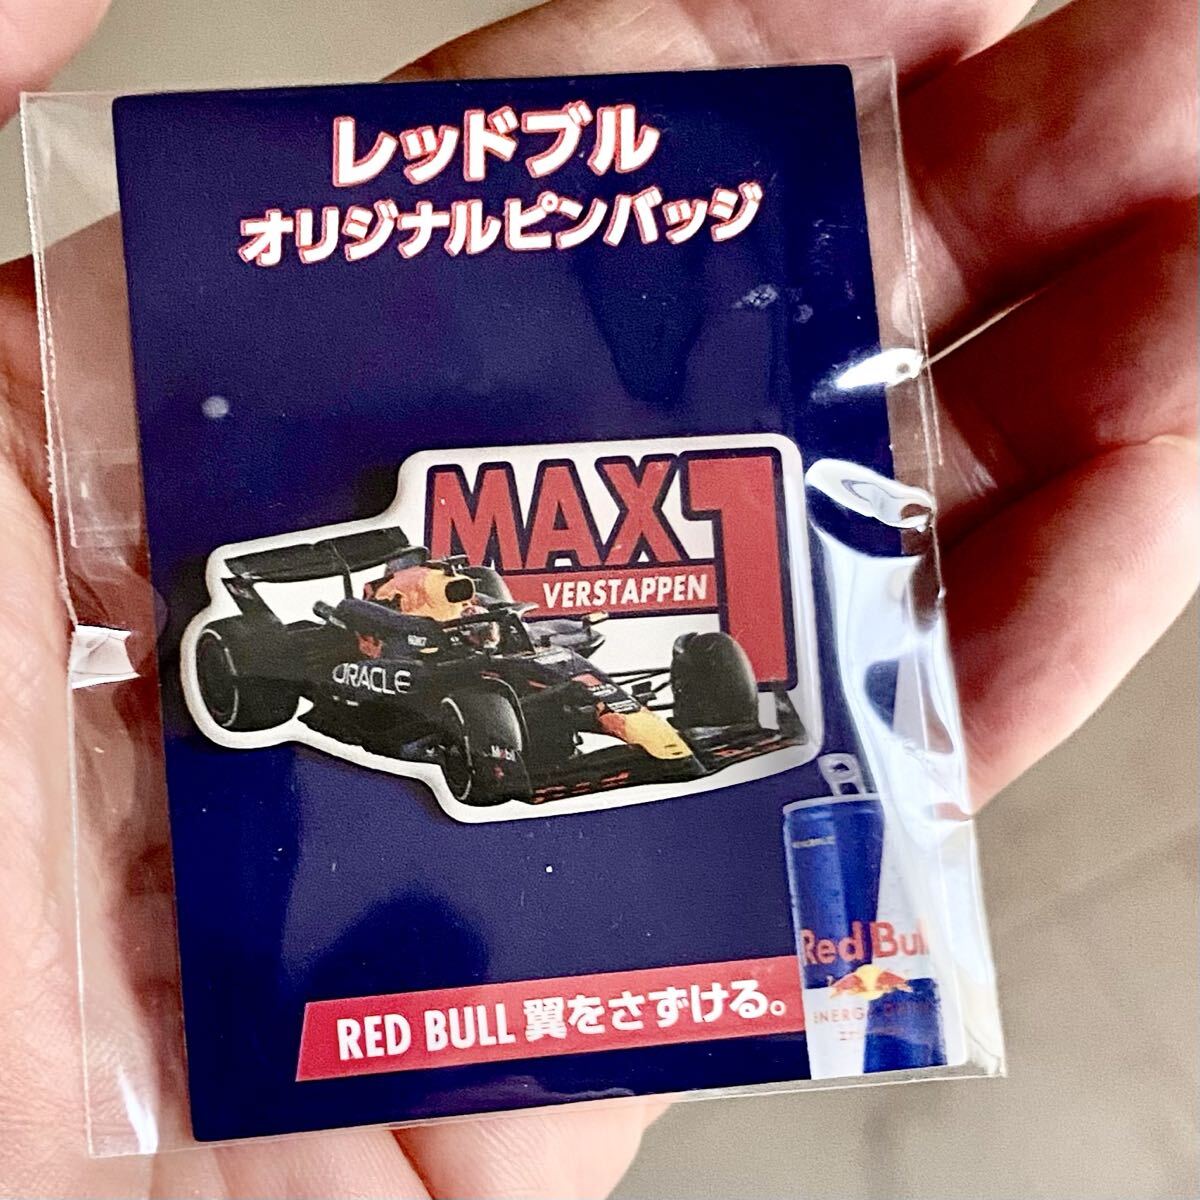 レッドブル
オリジナルピンバッジ
MAX 1
VERSTAPPEN
ORACLE
Mobil
Red Bull
RED BULL 翼をさずける。